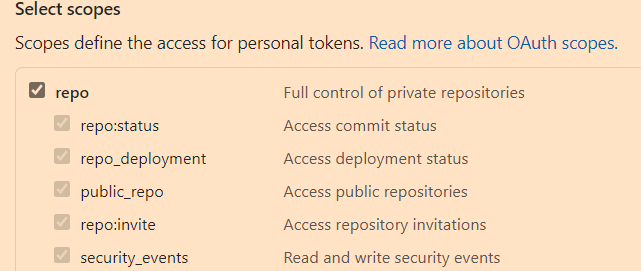 Select scopes
Scopes define the access for personal tokens. Read more about OAuth scopes.
repo Full control of private repositories
repo:status Access commit status
repo_deployment Access deployment status
public_repo Access public repositories
repo:invite Access repository invitations
security_events Read and write security events